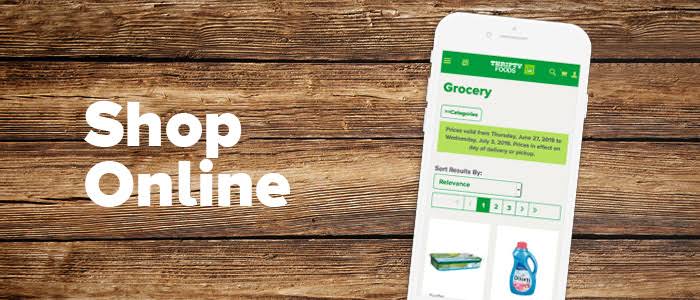 Shop
Online
THRIFTY
FOODS
Grocery
<<Categories
Prices valid from Thursday, June 27, 2019 to
Wednesday, July 3, 2019. Prices in effect on
day of delivery or pickup.
Sort Results By:
Relevance
1 2 3 > »